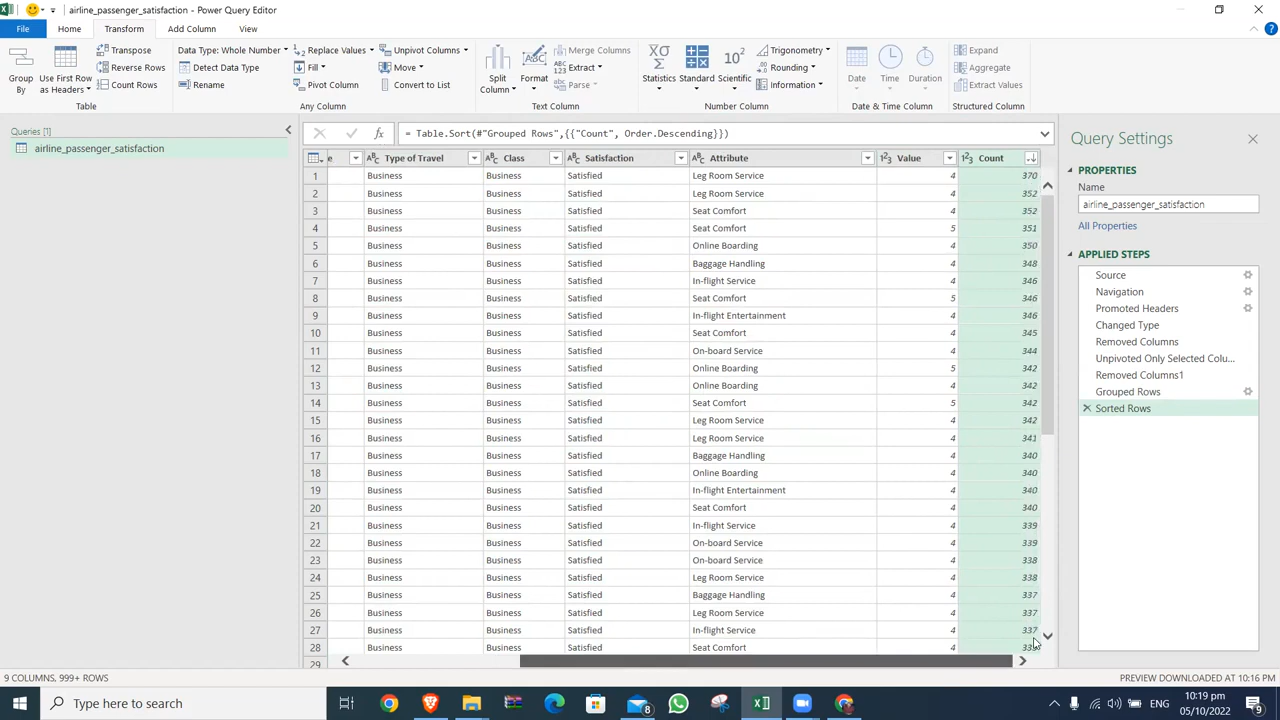 airline_passenger_satisfaction - Power Query Editor
File Home Transform Add Column View
Group By
Use First Row as Headers
Transpose
Reverse Rows
Count Rows
Table
Data Type: Whole Number
Detect Data Type
Rename
Replace Values
Fill
Pivot Column
Unpivot Columns
Move
Convert to List
Any Column
Split Column
Format
Merge Columns
Extract
Parse
Text Column
Statistics
Standard
Scientific
Trigonometry
Rounding
Information
Number Column
Date
Time
Duration
Date & Time Column
Expand
Aggregate
Extract Values
Structured Column
Queries [1]
airline_passenger_satisfaction
= Table.Sort(#"Grouped Rows",{{"Count", Order.Descending}})
e Type of Travel Class Satisfaction Attribute Value Count
1 Business Business Satisfied Leg Room Service 4 370
2 Business Business Satisfied Leg Room Service 4 352
3 Business Business Satisfied Seat Comfort 4 352
4 Business Business Satisfied Seat Comfort 5 351
5 Business Business Satisfied Online Boarding 4 350
6 Business Business Satisfied Baggage Handling 4 348
7 Business Business Satisfied In-flight Service 4 346
8 Business Business Satisfied Seat Comfort 5 346
9 Business Business Satisfied In-flight Entertainment 4 346
10 Business Business Satisfied Seat Comfort 4 345
11 Business Business Satisfied On-board Service 4 344
12 Business Business Satisfied Online Boarding 5 342
13 Business Business Satisfied Online Boarding 4 342
14 Business Business Satisfied Seat Comfort 5 342
15 Business Business Satisfied Leg Room Service 4 342
16 Business Business Satisfied Leg Room Service 4 341
17 Business Business Satisfied Baggage Handling 4 340
18 Business Business Satisfied Online Boarding 4 340
19 Business Business Satisfied In-flight Entertainment 4 340
20 Business Business Satisfied Seat Comfort 4 340
21 Business Business Satisfied In-flight Service 4 339
22 Business Business Satisfied On-board Service 4 339
23 Business Business Satisfied On-board Service 4 338
24 Business Business Satisfied Leg Room Service 4 338
25 Business Business Satisfied Baggage Handling 4 337
26 Business Business Satisfied Leg Room Service 4 337
27 Business Business Satisfied In-flight Service 4 337
28 Business Business Satisfied Seat Comfort 4
29
Query Settings
PROPERTIES
Name
airline_passenger_satisfaction
All Properties
APPLIED STEPS
Source
Navigation
Promoted Headers
Changed Type
Removed Columns
Unpivoted Only Selected Colu...
Removed Columns1
Grouped Rows
Sorted Rows
9 COLUMNS, 999+ ROWS
PREVIEW DOWNLOADED AT 10:16 PM
Type here to search
8
ENG
10:19 pm
05/10/2022